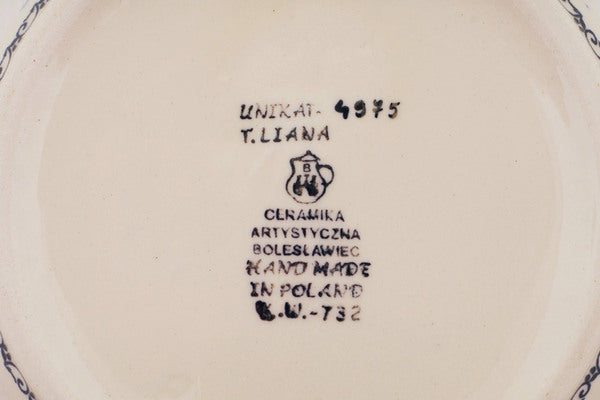 UNIKAT- 4975
T.LIANA
B
CERAMIKA
ARTYSTYCZNA
BOLESŁAWIEC
HAND MADE
IN POLAND
K.W.-732